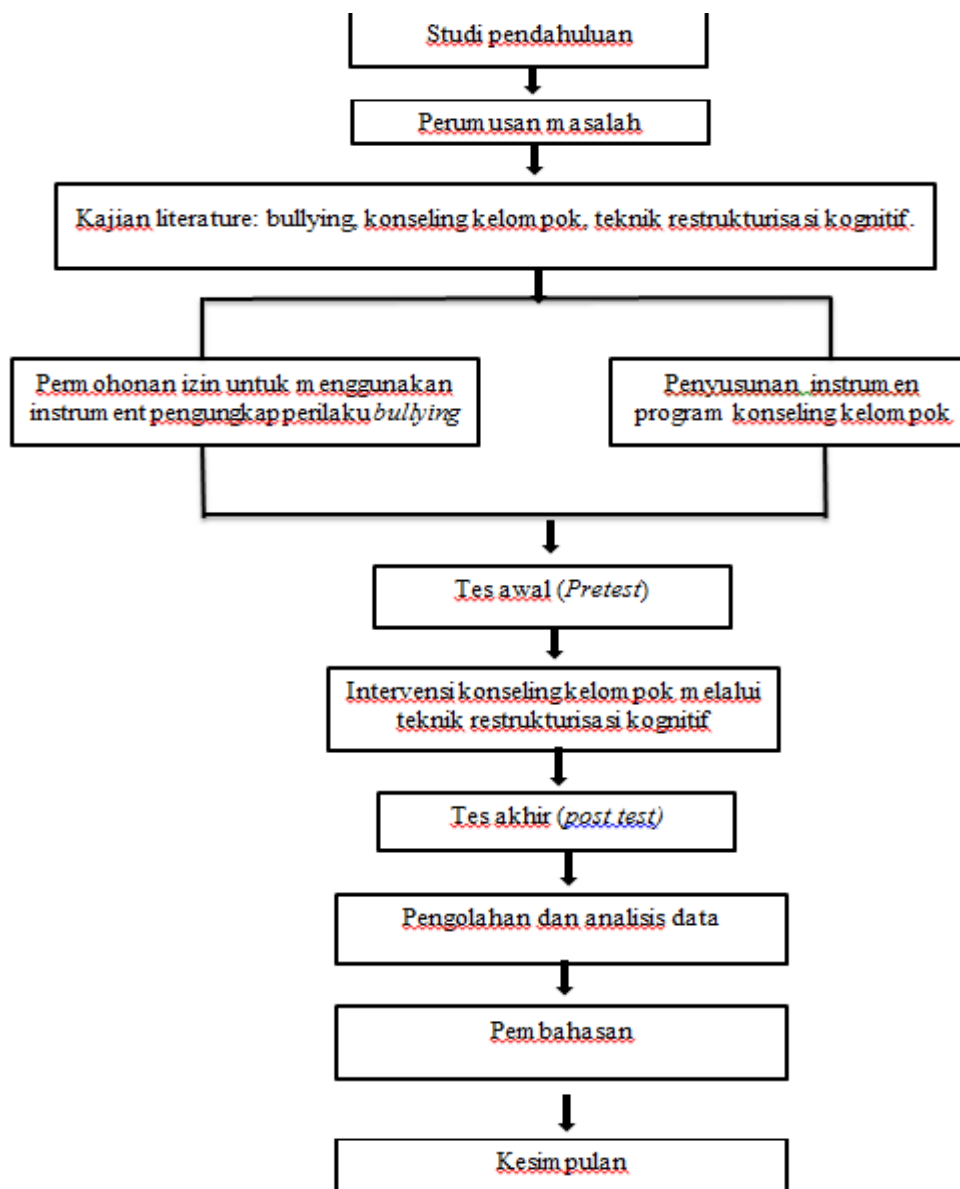 Studi pendahuluan
Perumusan masalah
Kajian literature: bullying, konseling kelompok, teknik restrukturisasi kognitif.
Permohonan izin untuk menggunakan
instrument pengungkap perilaku bullying
Penyusunan instrumen
program konseling kelompok
Tes awal (Pretest)
Intervensi konseling kelompok melalui
teknik restrukturisasi kognitif
Tes akhir (post test)
Pengolahan dan analisis data
Pembahasan
Kesimpulan